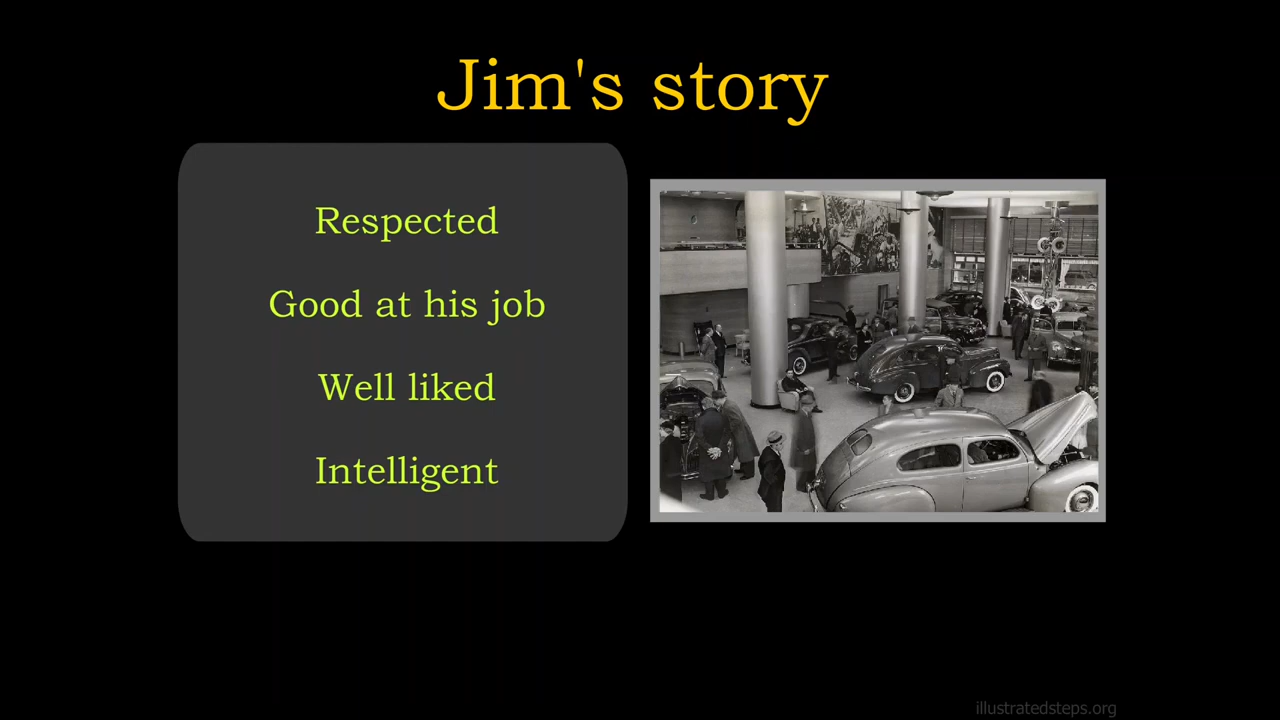 Jim's story
Respected
Good at his job
Well liked
Intelligent
illustratedsteps.org